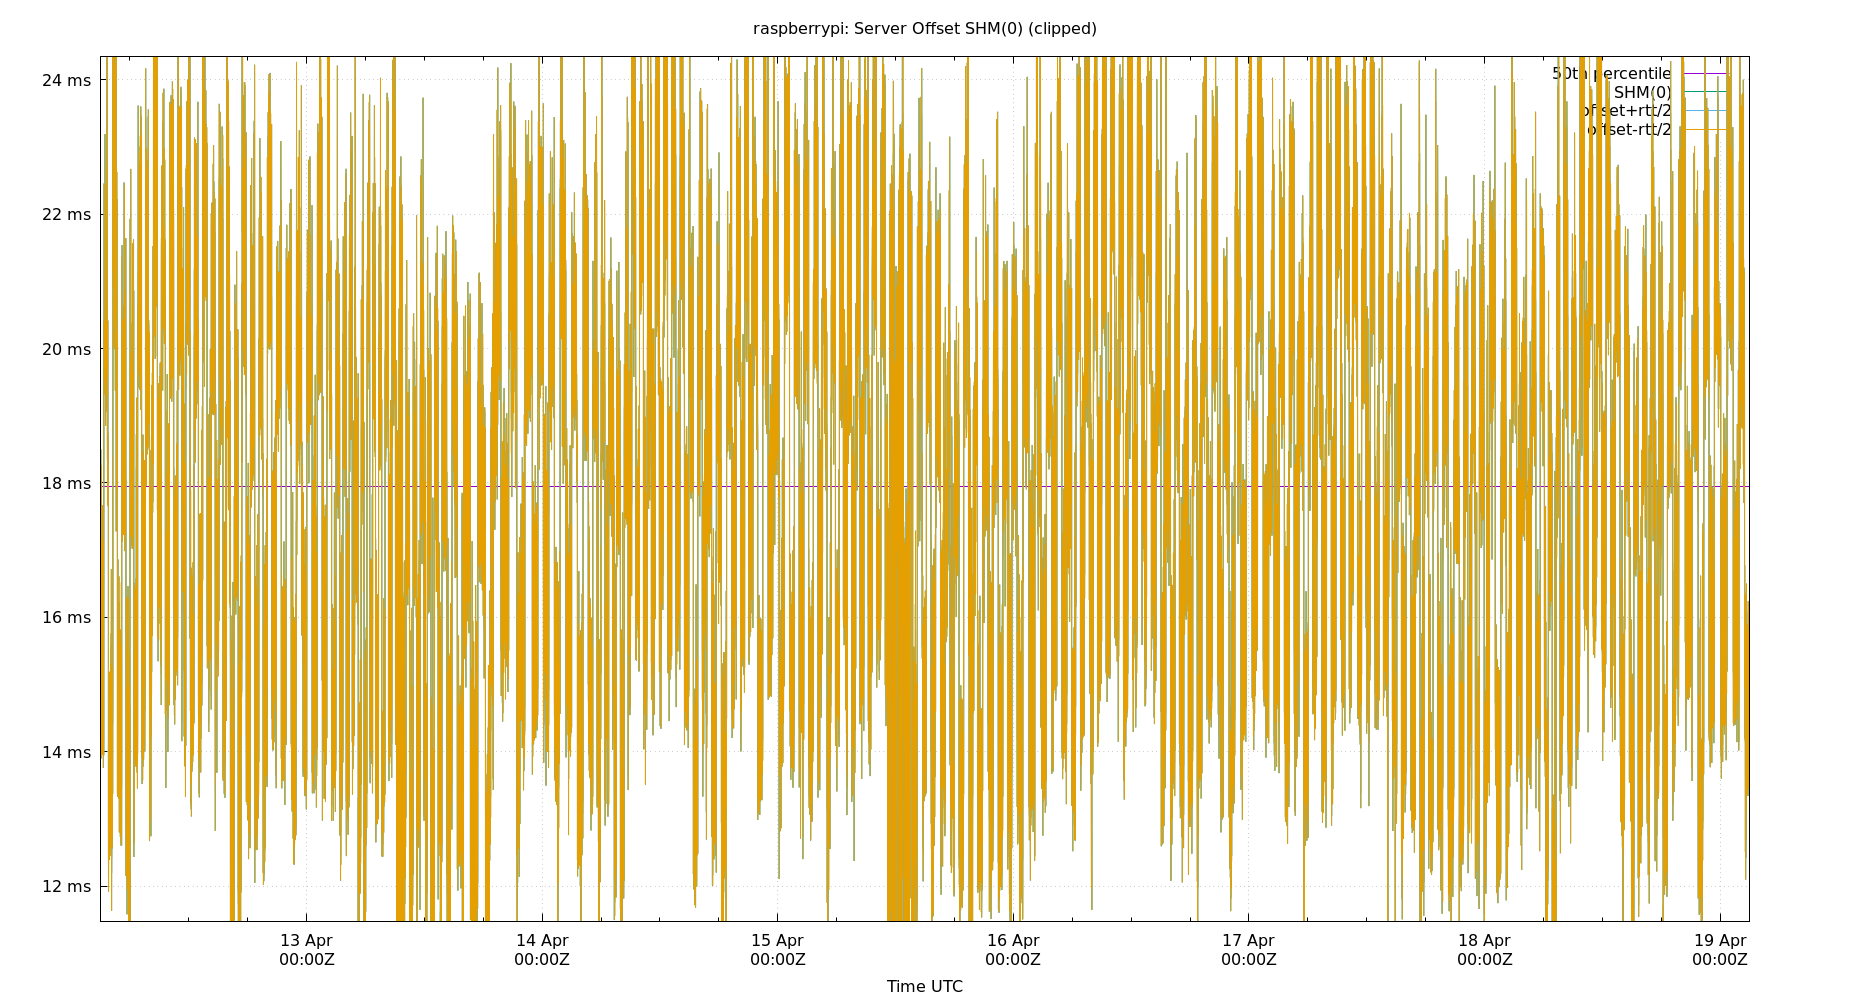 raspberrypi: Server Offset SHM(0) (clipped)
24 ms
22 ms
20 ms
18 ms
16 ms
14 ms
12 ms
50th percentile
SHM(0)
offset+rtt/2
offset-rtt/2
13 Apr
00:00Z
14 Apr
00:00Z
15 Apr
00:00Z
16 Apr
00:00Z
17 Apr
00:00Z
18 Apr
00:00Z
19 Apr
00:00Z
Time UTC